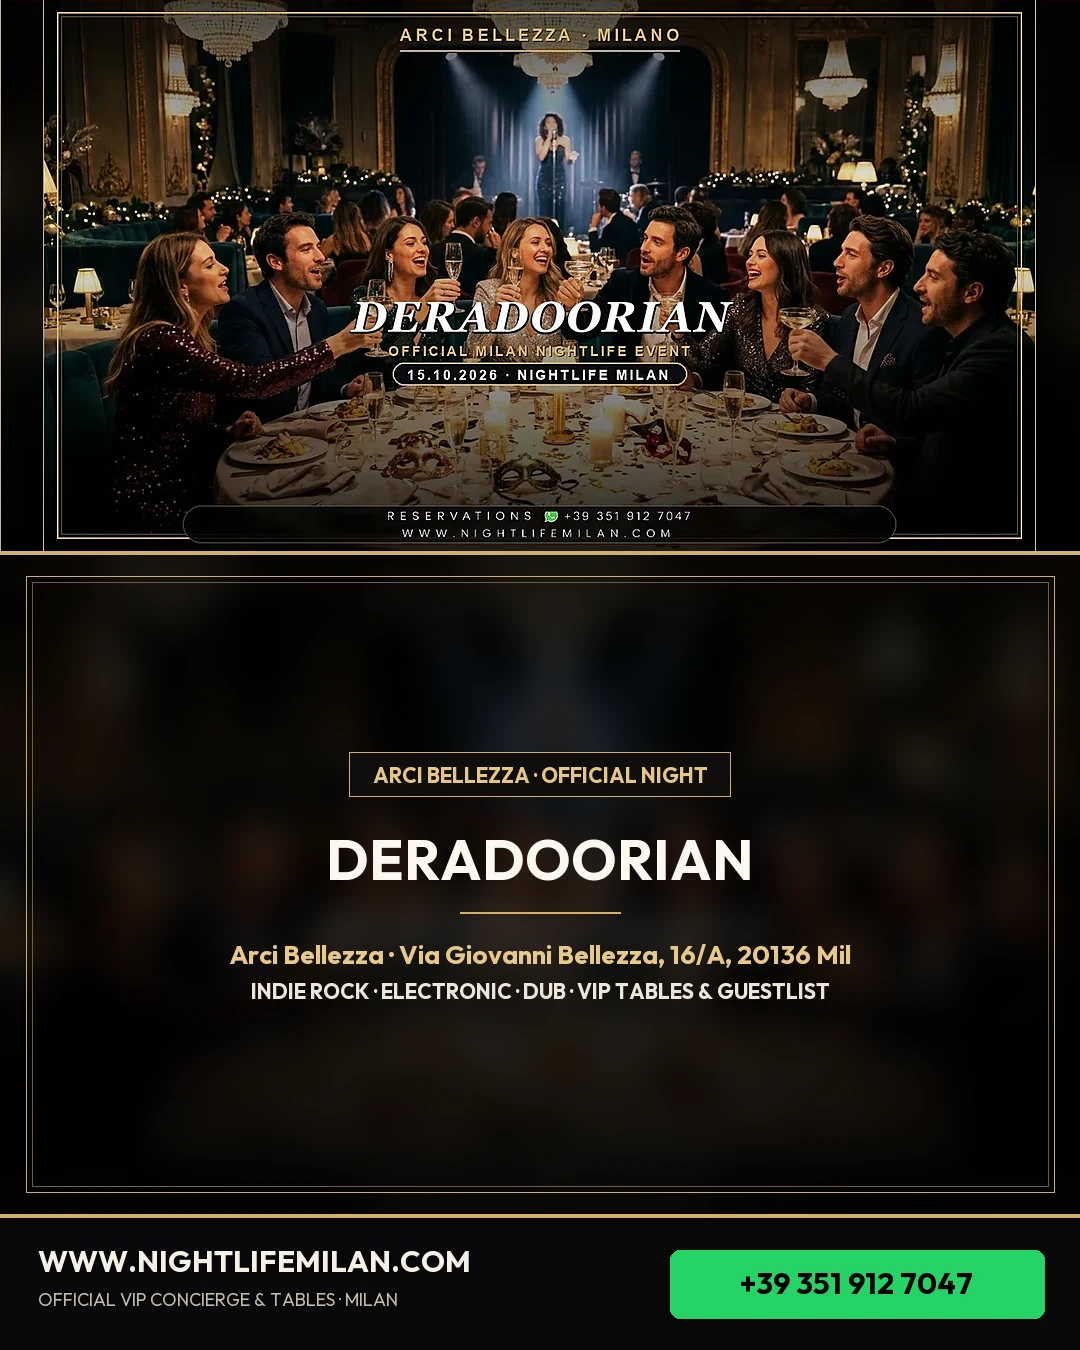 ARCI BELLEZZA · MILANO
DERADOORIAN
OFFICIAL MILAN NIGHTLIFE EVENT
15.10.2026 · NIGHTLIFE MILAN
RESERVATIONS +39 351 912 7047
WWW.NIGHTLIFEMILAN.COM
ARCI BELLEZZA · OFFICIAL NIGHT
DERADOORIAN
Arci Bellezza · Via Giovanni Bellezza, 16/A, 20136 Mil
INDIE ROCK · ELECTRONIC · DUB · VIP TABLES & GUESTLIST
WWW.NIGHTLIFEMILAN.COM
OFFICIAL VIP CONCIERGE & TABLES · MILAN
+39 351 912 7047